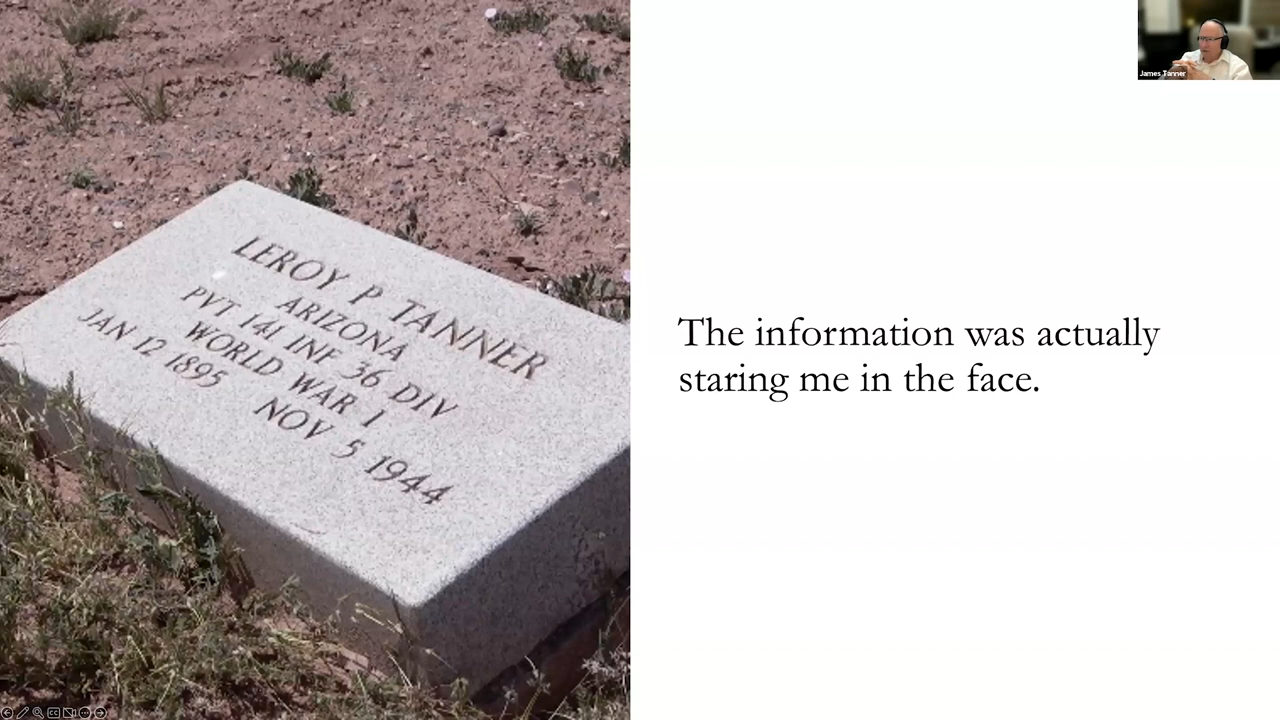 LEROY P TANNER
ARIZONA
PVT 141 INF 36 DIV
WORLD WAR I
JAN 12 1895 NOV 5 1944
The information was actually
staring me in the face.
James Tanner